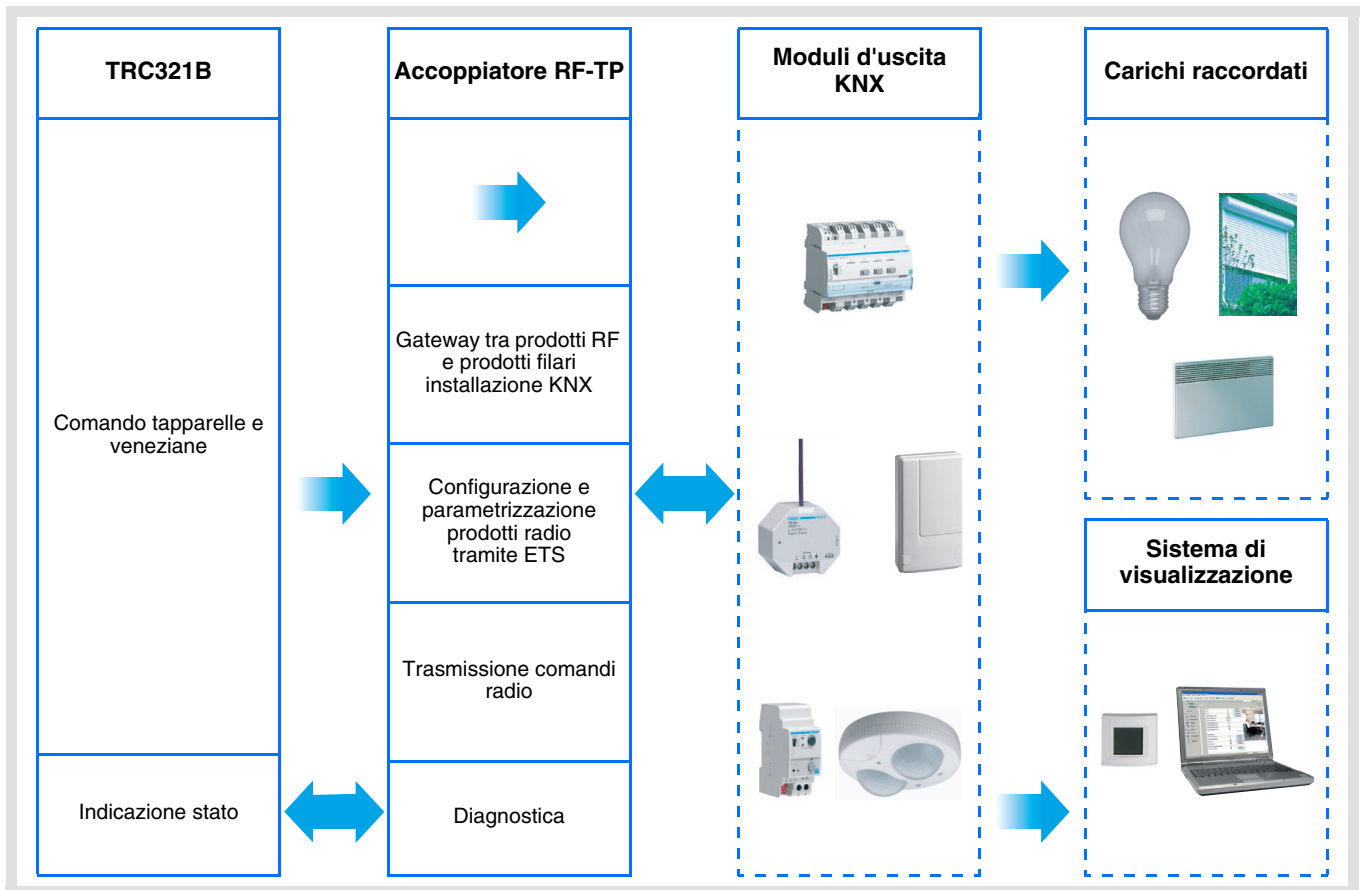 TRC321B
Comando tapparelle e
veneziane
Indicazione stato
Accoppiatore RF-TP
Gateway tra prodotti RF
e prodotti filari
installazione KNX
Configurazione e
parametrizzazione
prodotti radio
tramite ETS
Trasmissione comandi
radio
Diagnostica
Moduli d'uscita
KNX
Carichi raccordati
Sistema di
visualizzazione